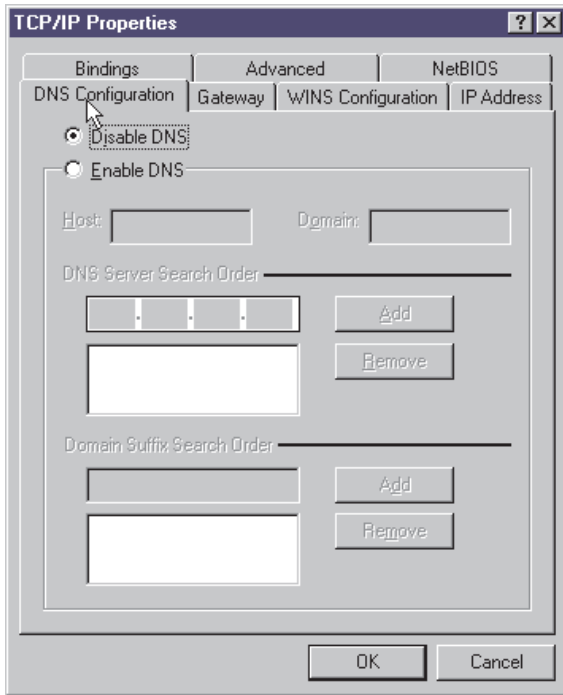 TCP/IP Properties
Bindings Advanced NetBIOS
DNS Configuration Gateway WINS Configuration IP Address
Disable DNS
Enable DNS
Host: Domain:
DNS Server Search Order
Add
Remove
Domain Suffix Search Order
Add
Remove
OK Cancel